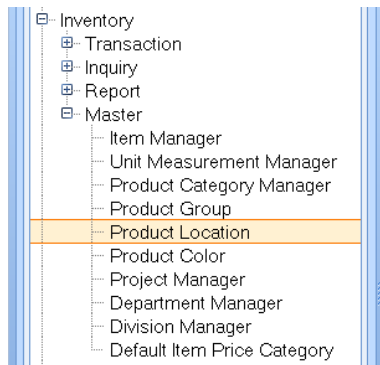 Inventory
Transaction
Inquiry
Report
Master
Item Manager
Unit Measurement Manager
Product Category Manager
Product Group
Product Location
Product Color
Project Manager
Department Manager
Division Manager
Default Item Price Category